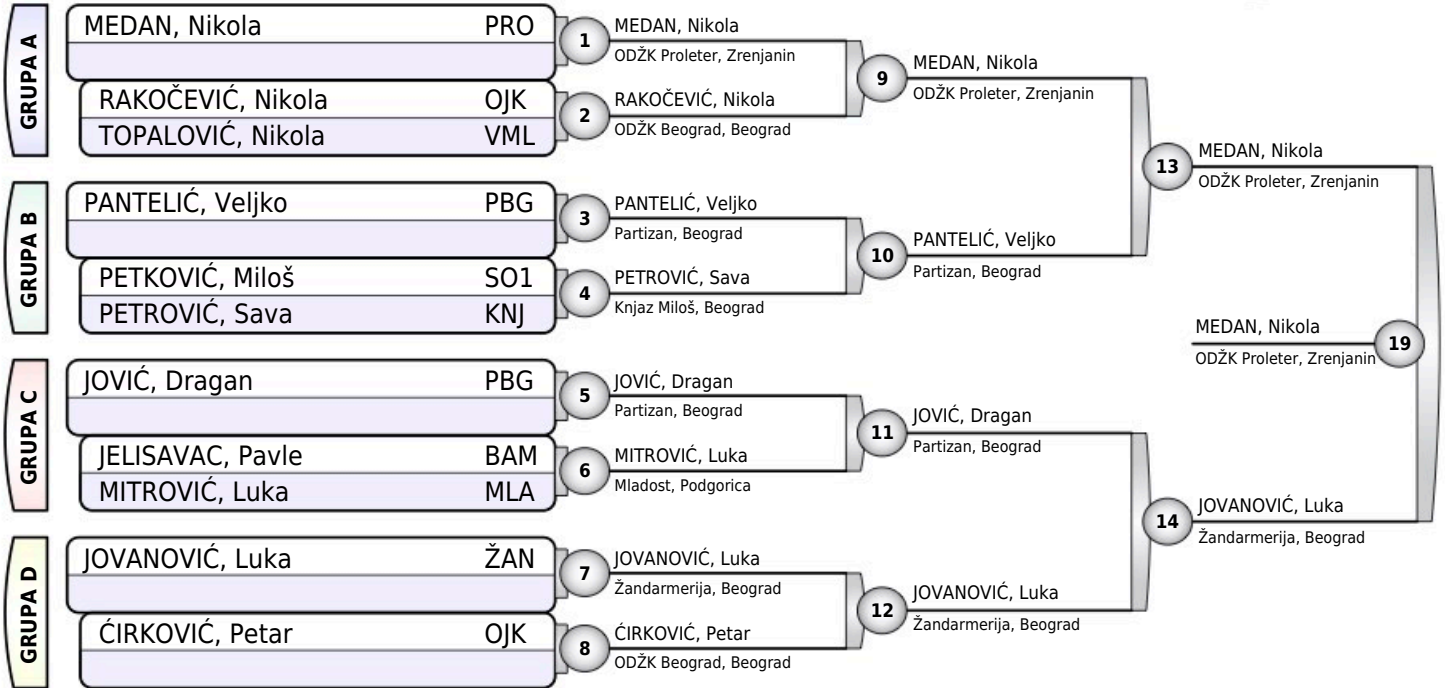 GRUPA A
MEDAN, Nikola PRO
RAKOČEVIĆ, Nikola OJK
TOPALOVIĆ, Nikola VML
GRUPA B
PANTELIĆ, Veljko PBG
PETKOVIĆ, Miloš SO1
PETROVIĆ, Sava KNJ
GRUPA C
JOVIĆ, Dragan PBG
JELISAVAC, Pavle BAM
MITROVIĆ, Luka MLA
GRUPA D
JOVANOVIĆ, Luka ŽAN
ĆIRKOVIĆ, Petar OJK
1
MEDAN, Nikola
ODŽK Proleter, Zrenjanin
2
RAKOČEVIĆ, Nikola
ODŽK Beograd, Beograd
3
PANTELIĆ, Veljko
Partizan, Beograd
4
PETROVIĆ, Sava
Knjaz Miloš, Beograd
5
JOVIĆ, Dragan
Partizan, Beograd
6
MITROVIĆ, Luka
Mladost, Podgorica
7
JOVANOVIĆ, Luka
Žandarmerija, Beograd
8
ĆIRKOVIĆ, Petar
ODŽK Beograd, Beograd
9
MEDAN, Nikola
ODŽK Proleter, Zrenjanin
10
PANTELIĆ, Veljko
Partizan, Beograd
11
JOVIĆ, Dragan
Partizan, Beograd
12
JOVANOVIĆ, Luka
Žandarmerija, Beograd
13
MEDAN, Nikola
ODŽK Proleter, Zrenjanin
14
JOVANOVIĆ, Luka
Žandarmerija, Beograd
MEDAN, Nikola
ODŽK Proleter, Zrenjanin
19